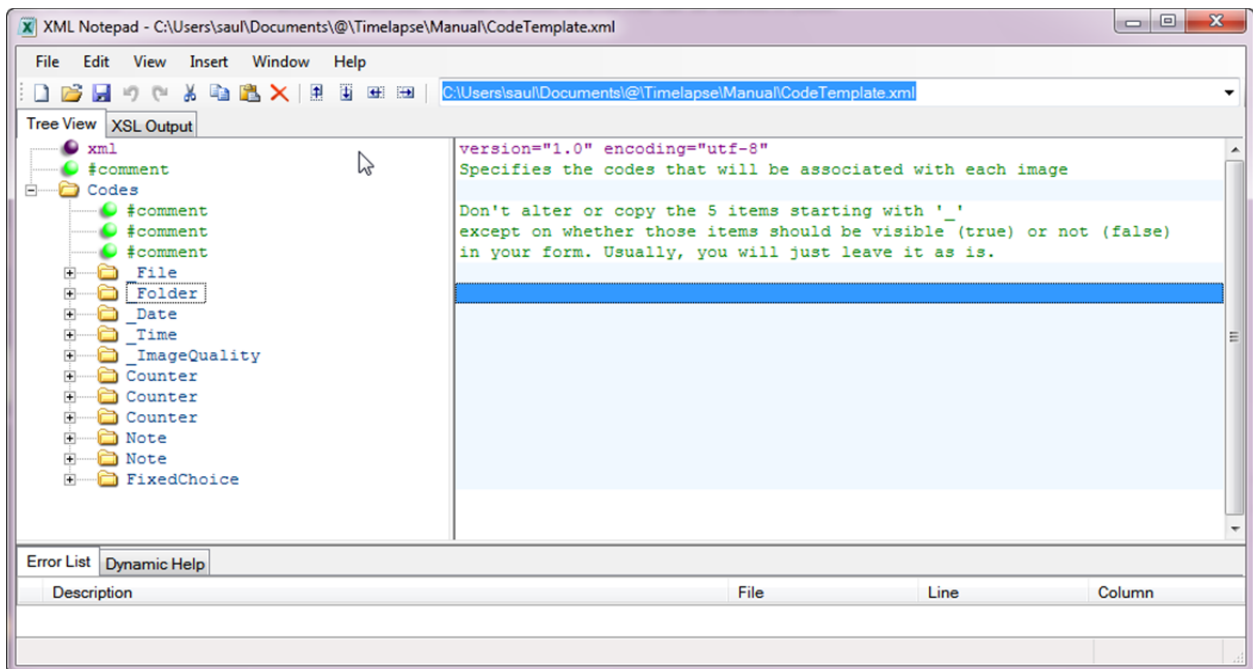 XML Notepad - C:\Users\saul\Documents\@\Timelapse\Manual\CodeTemplate.xml
File Edit View Insert Window Help
C:\Users\saul\Documents\@\Timelapse\Manual\CodeTemplate.xml
Tree View XSL Output
xml version="1.0" encoding="utf-8"
#comment Specifies the codes that will be associated with each image
Codes
#comment Don't alter or copy the 5 items starting with '_'
#comment except on whether those items should be visible (true) or not (false)
#comment in your form. Usually, you will just leave it as is.
_File
_Folder
_Date
_Time
_ImageQuality
Counter
Counter
Counter
Note
Note
FixedChoice
Error List Dynamic Help
Description File Line Column